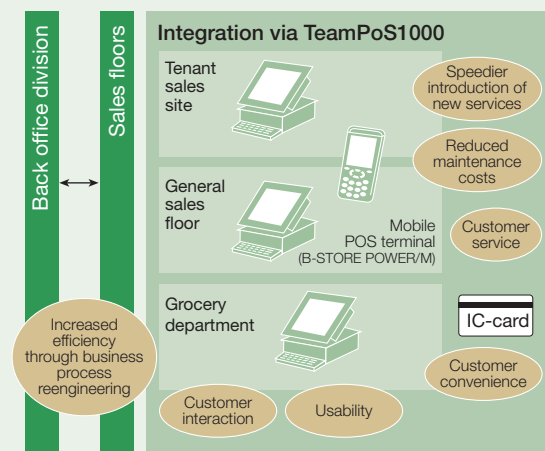 Back office division
Sales floors
Integration via TeamPoS1000
Tenant
sales
site
Speedier
introduction of
new services
Reduced
maintenance
costs
General
sales
floor
Mobile
POS terminal
(B-STORE POWER/M)
Customer
service
Grocery
department
IC-card
Increased
efficiency
through business
process
reengineering
Customer
convenience
Customer
interaction
Usability